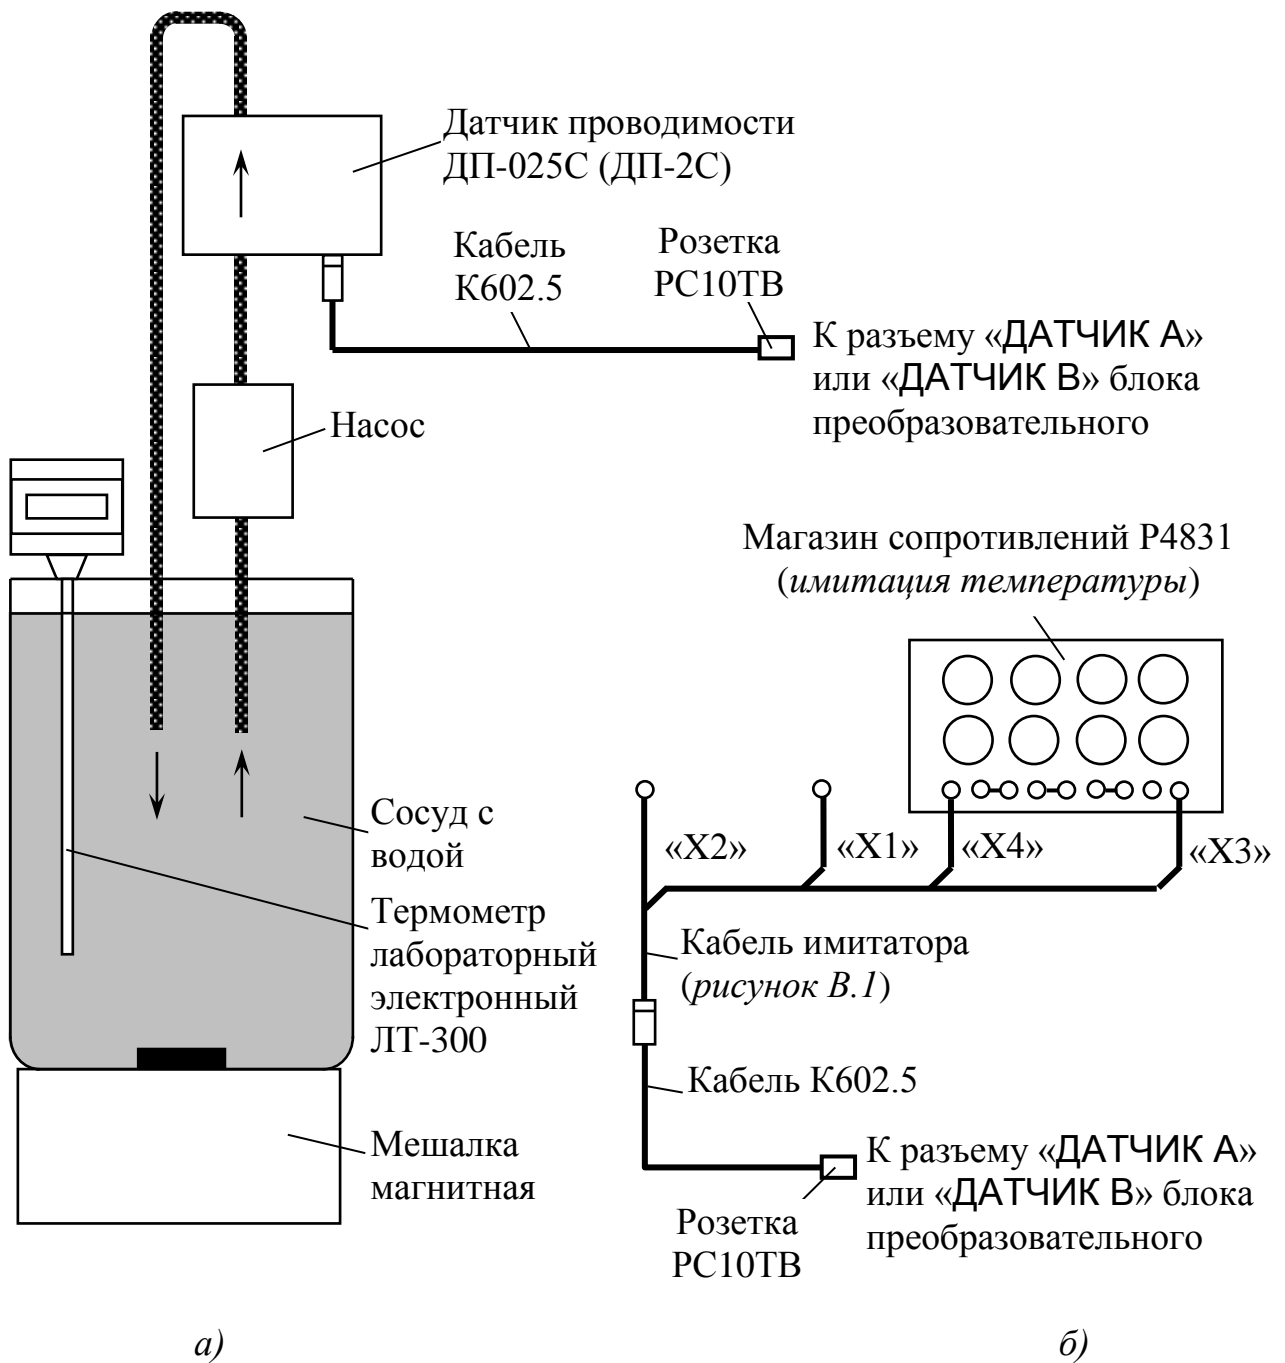 Датчик проводимости
ДП-025С (ДП-2С)
Кабель
К602.5
Розетка
РС10ТВ
К разъему «ДАТЧИК А»
или «ДАТЧИК В» блока
преобразовательного
Насос
Сосуд с
водой
Термометр
лабораторный
электронный
ЛТ-300
Мешалка
магнитная
а)
Магазин сопротивлений Р4831
(имитация температуры)
«Х2»
«Х1»
«Х4»
«Х3»
Кабель имитатора
(рисунок В.1)
Кабель К602.5
К разъему «ДАТЧИК А»
или «ДАТЧИК В» блока
преобразовательного
Розетка
РС10ТВ
б)